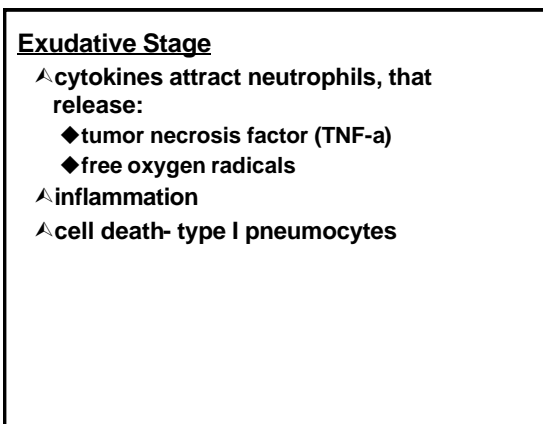 Exudative Stage
cytokines attract neutrophils, that
release:
◆tumor necrosis factor (TNF-a)
◆free oxygen radicals
inflammation
cell death- type I pneumocytes